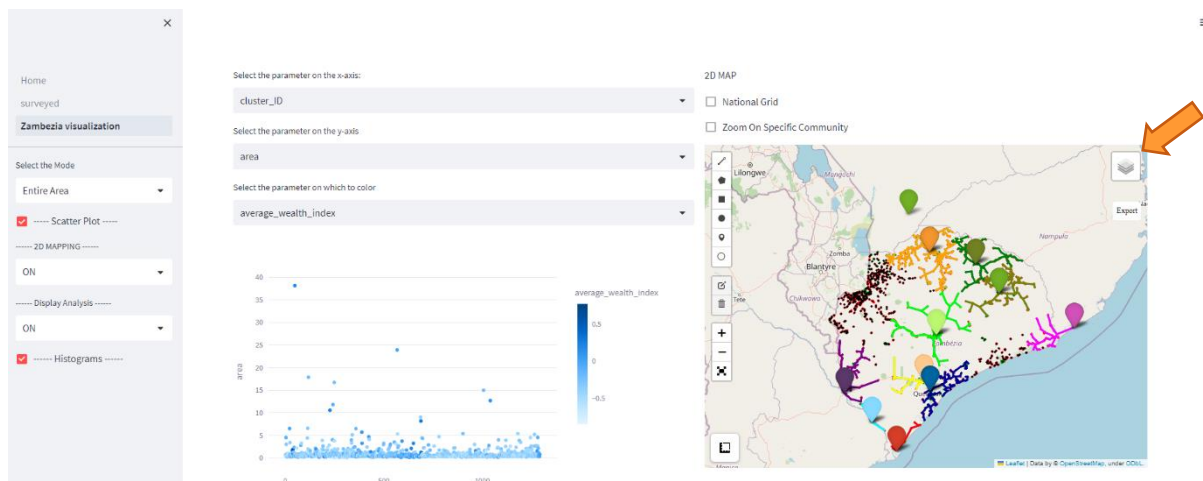 ×
Home
surveyed
Zambezia visualization
Select the Mode
Entire Area
----- Scatter Plot -----
----- 2D MAPPING ------
ON
------ Display Analysis ------
ON
------ Histograms ------
Select the parameter on the x-axis:
cluster_ID
Select the parameter on the y-axis
area
Select the parameter on which to color
average_wealth_index
average_wealth_index
0.5
0
−0.5
area
40
35
30
25
20
15
10
5
0
0
500
1000
2D MAP
National Grid
Zoom On Specific Community
Lilongwe
Mangochi
Export
Nampula
Zomba
Blantyre
Chikwawa
Tete
Zambézia
+
−
Leaflet | Data by © OpenStreetMap, under ODbL.